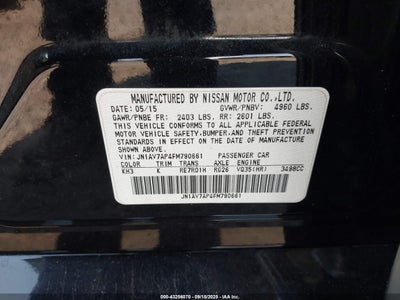 MANUFACTURED BY NISSAN MOTOR CO.,LTD.
DATE: 05/15 GVWR/PNBV: 4960 LBS.
GAWR/PNBE FR: 2403 LBS. RR: 2601 LBS.
THIS VEHICLE CONFORMS TO ALL APPLICABLE FEDERAL
MOTOR VEHICLE SAFETY,BUMPER,AND THEFT PREVENTION
STANDARDS IN EFFECT ON THE DATE OF MANUFACTURE
SHOWN ABOVE.
VIN: JN1AV7AP4FM790661 PASSENGER CAR
COLOR TRIM TRANS AXLE ENGINE
KH3 K RE7R01H RG26 VQ35(HR) 3498CC
JN1AV7AP4FM790661
000-43256079 - 09/18/2025 - IAA Inc.